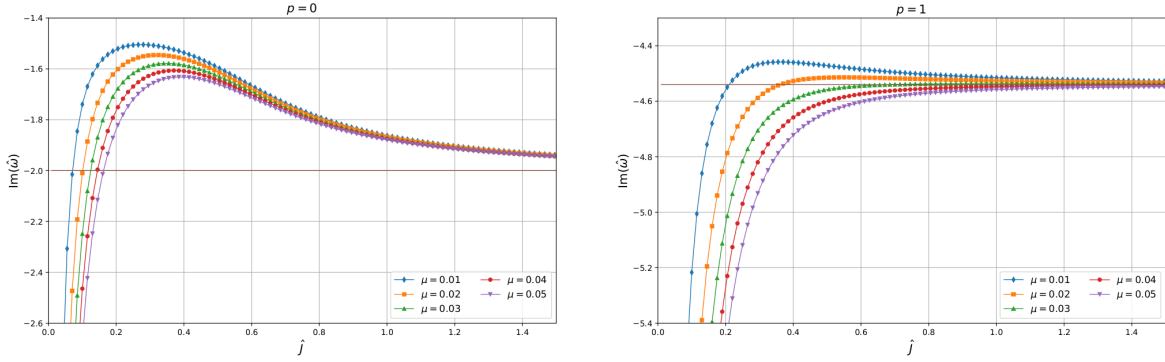 p = 0
−1.4
−1.6
−1.8
−2.0
−2.2
−2.4
−2.6
Im(ω̂)
0.0 0.2 0.4 0.6 0.8 1.0 1.2 1.4
Ĵ
μ = 0.01 μ = 0.04
μ = 0.02 μ = 0.05
μ = 0.03
p = 1
−4.4
−4.6
−4.8
−5.0
−5.2
−5.4
Im(ω̂)
0.0 0.2 0.4 0.6 0.8 1.0 1.2 1.4
Ĵ
μ = 0.01 μ = 0.04
μ = 0.02 μ = 0.05
μ = 0.03